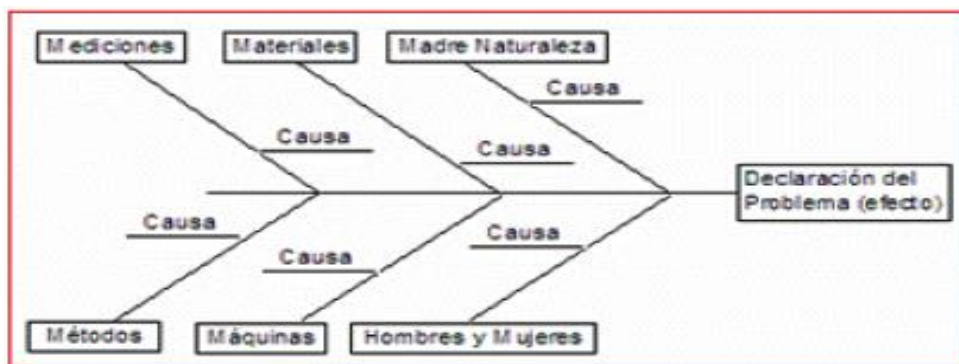 Mediciones
Materiales
Madre Naturaleza
Causa
Causa
Causa
Declaración del
Problema (efecto)
Causa
Causa
Causa
Métodos
Máquinas
Hombres y Mujeres